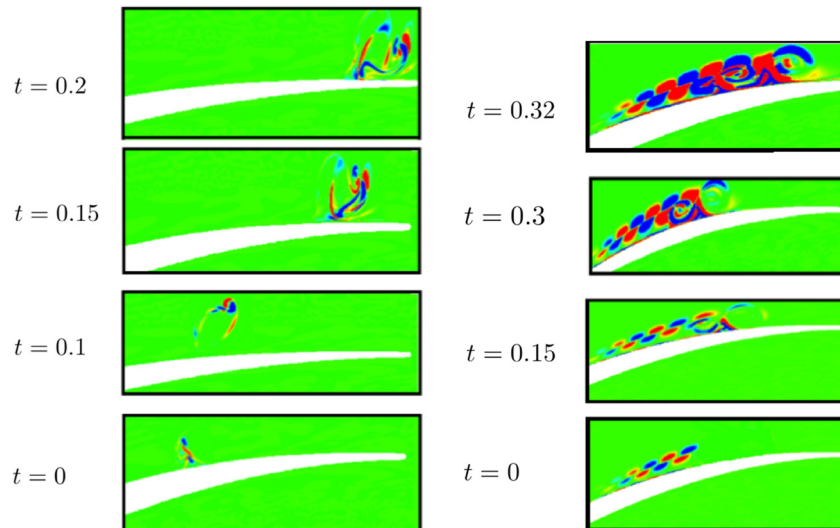 t = 0.2
t = 0.15
t = 0.1
t = 0
t = 0.32
t = 0.3
t = 0.15
t = 0